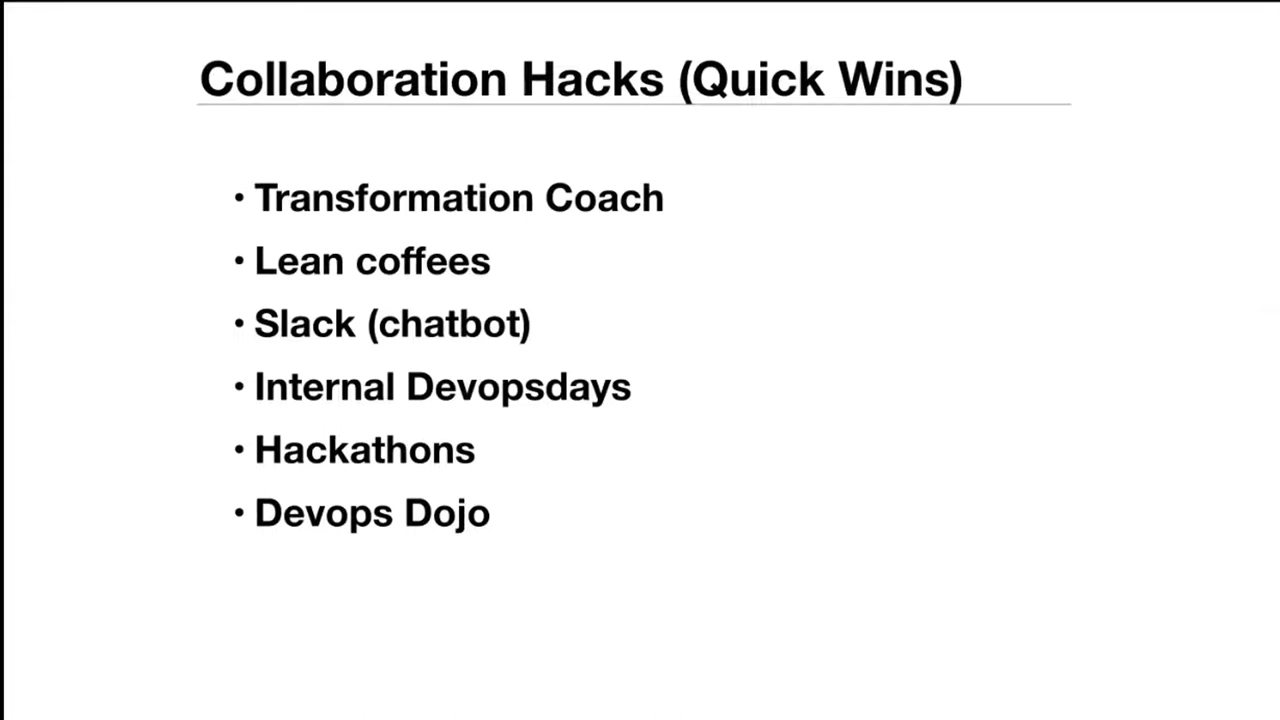 Collaboration Hacks (Quick Wins)
• Transformation Coach
• Lean coffees
• Slack (chatbot)
• Internal Devopsdays
• Hackathons
• Devops Dojo